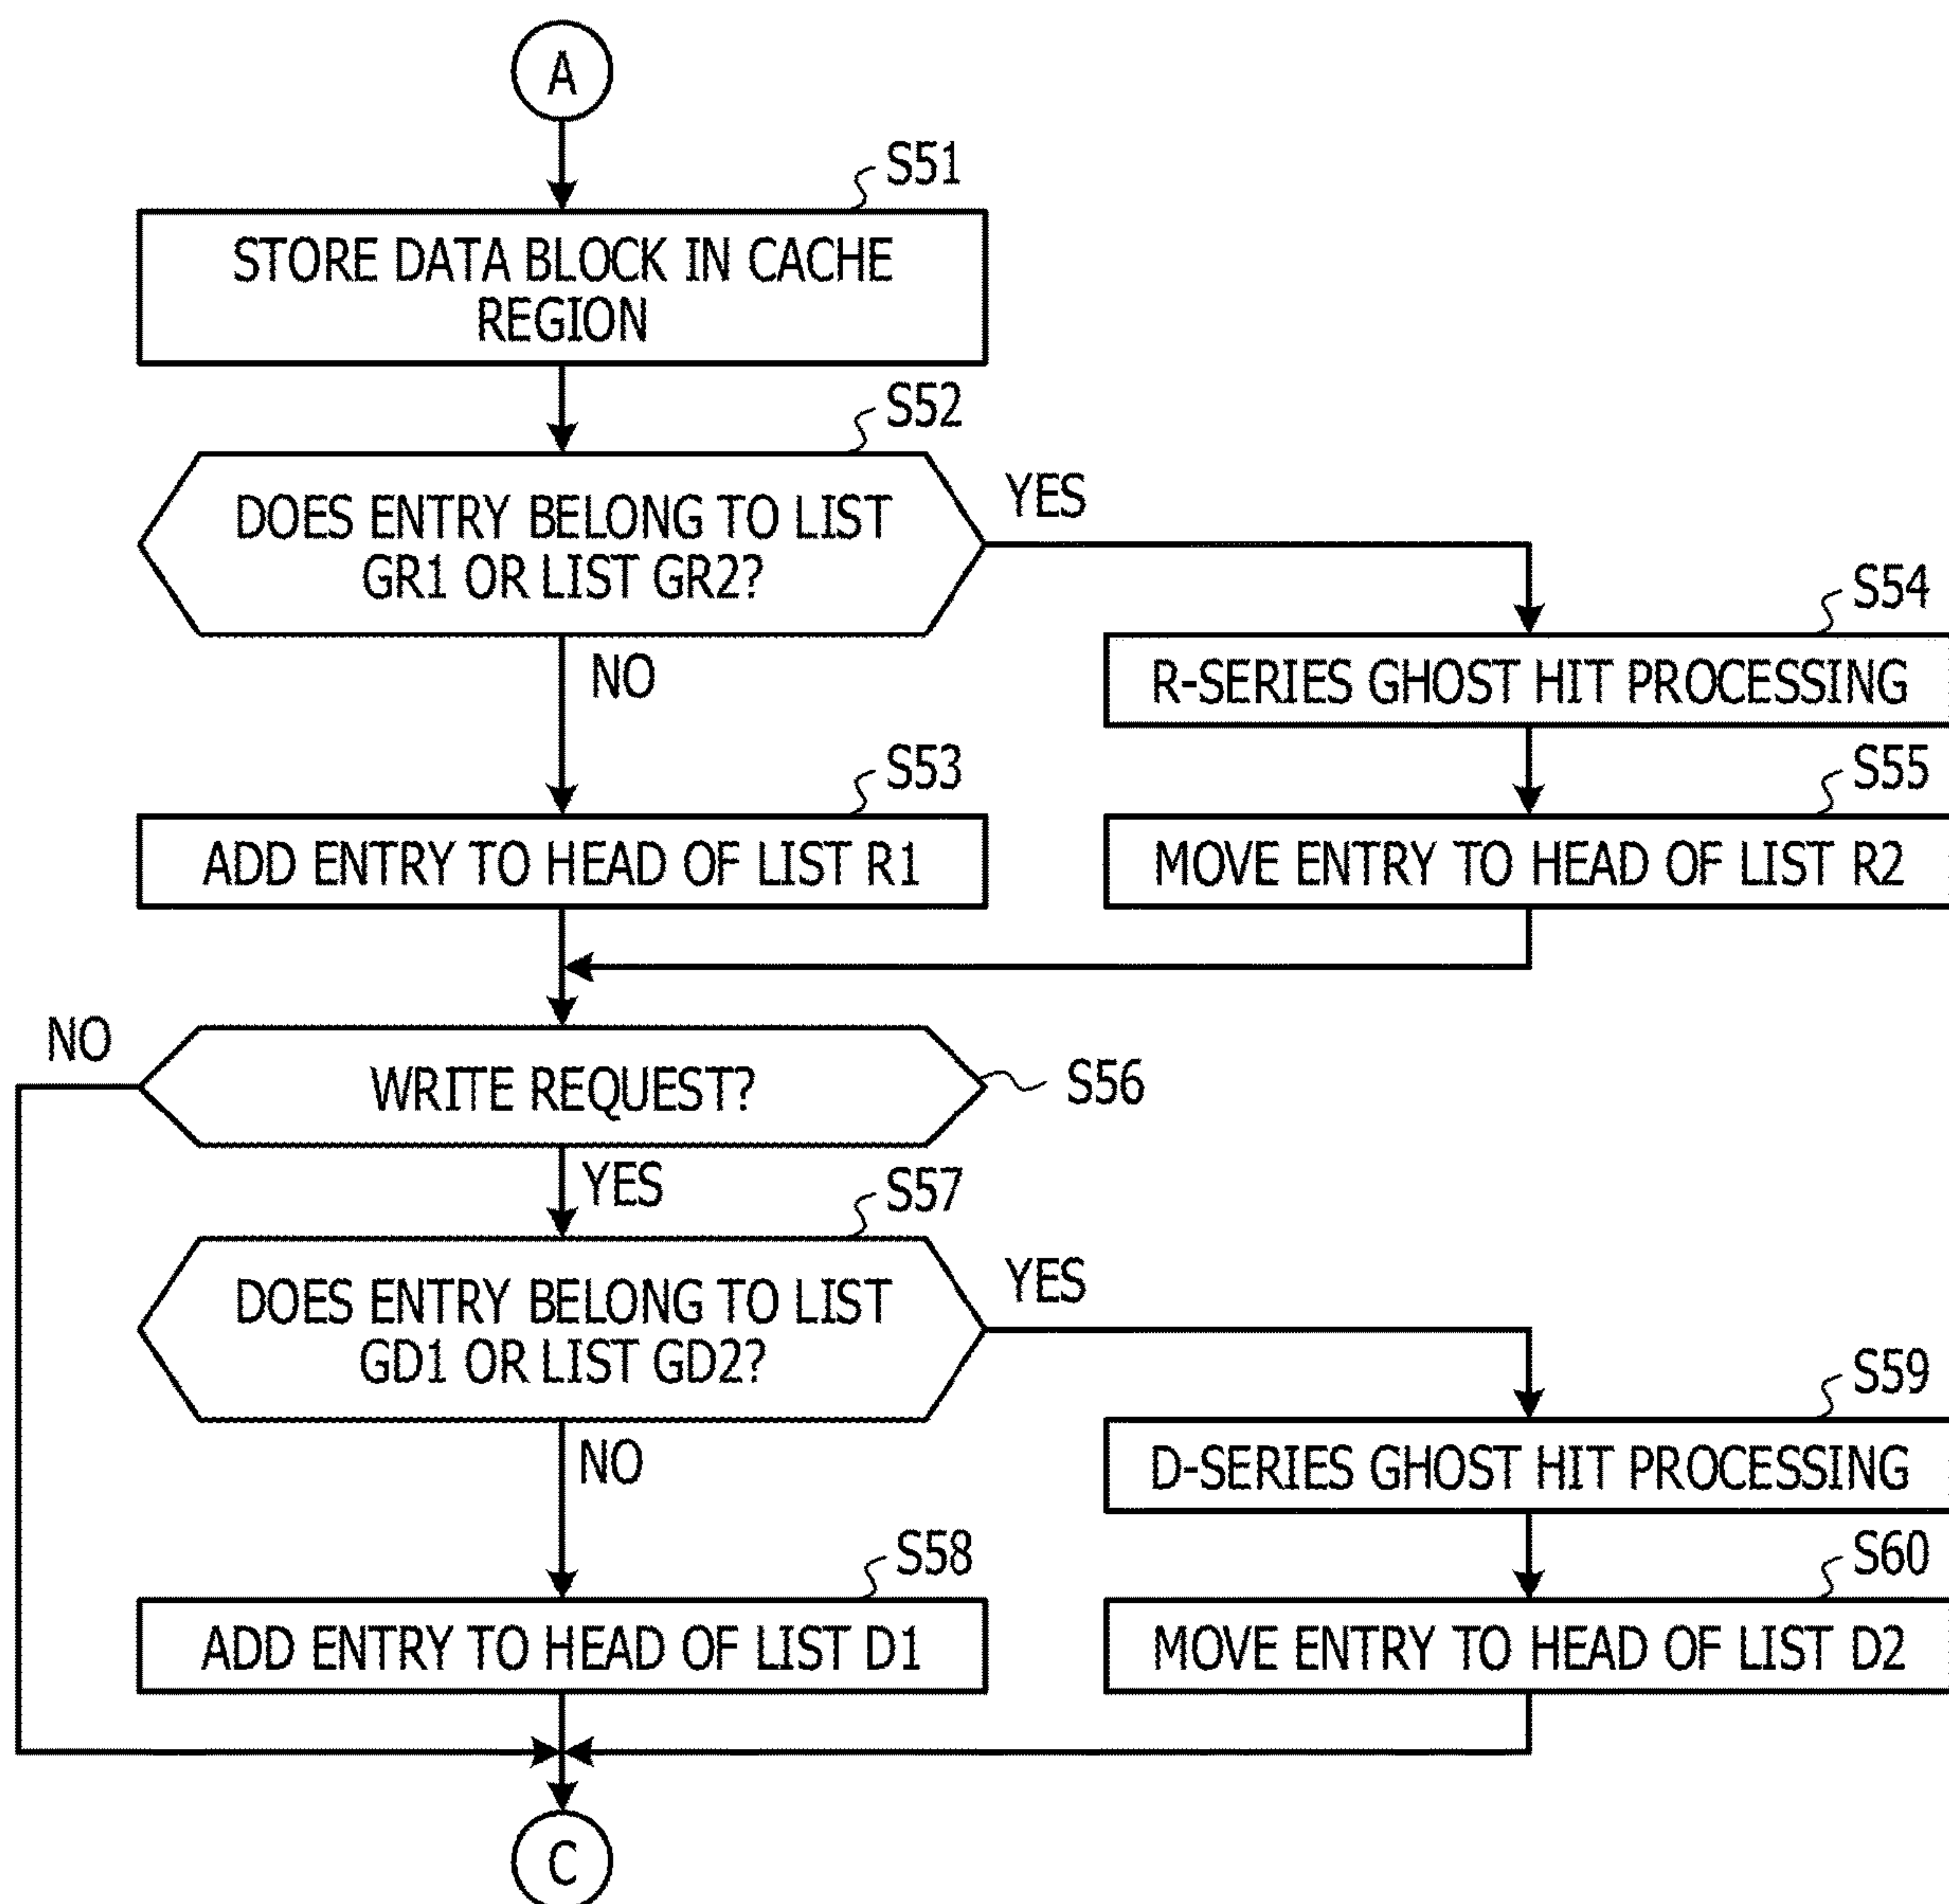 A
S51
STORE DATA BLOCK IN CACHE
REGION
S52
DOES ENTRY BELONG TO LIST
GR1 OR LIST GR2?
YES
NO
S54
R-SERIES GHOST HIT PROCESSING
S53
ADD ENTRY TO HEAD OF LIST R1
S55
MOVE ENTRY TO HEAD OF LIST R2
NO
WRITE REQUEST?
S56
YES
S57
DOES ENTRY BELONG TO LIST
GD1 OR LIST GD2?
YES
NO
S59
D-SERIES GHOST HIT PROCESSING
S58
ADD ENTRY TO HEAD OF LIST D1
S60
MOVE ENTRY TO HEAD OF LIST D2
C